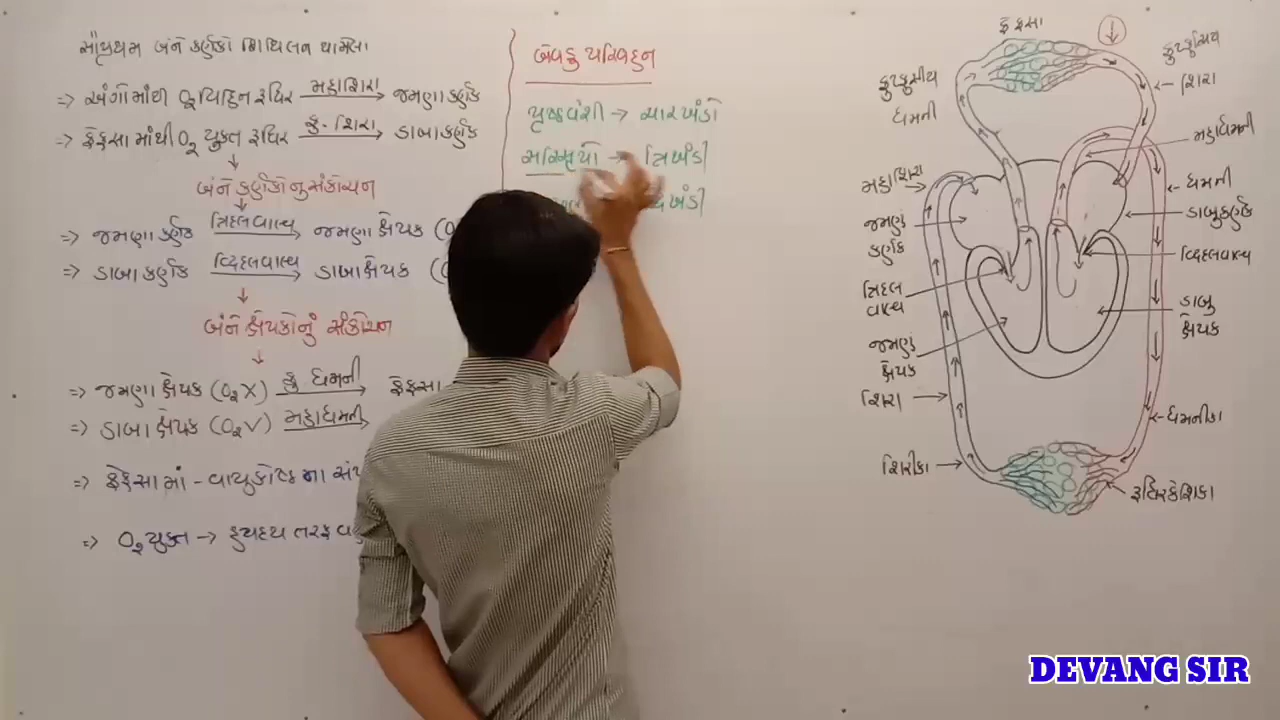 સૌપ્રથમ બંને કર્ણકો શિથિલન પામેલા
⇒ અંગોમાંથી O₂ વિહિન રુધિર મહાશિરા → જમણા કર્ણક
⇒ ફેફસામાંથી O₂ યુક્ત રુધિર ફુ. શિરા → ડાબા કર્ણક
↓
બંને કર્ણકોનુ સંકોચન
↓
⇒ જમણા કર્ણક ત્રિદલવાલ્વ → જમણા ક્ષેપક
⇒ ડાબા કર્ણક દ્વિદલવાલ્વ → ડાબા ક્ષેપક
↓
બંને ક્ષેપકોનું સંકોચન
↓
⇒ જમણા ક્ષેપક (O₂ X) ફુ. ધમની → ફેફસા
⇒ ડાબા ક્ષેપક (O₂ V) મહાધમની
⇒ ફેફસા માં - વાયુકોષ્ઠ ના
⇒ O₂ યુક્ત → હ્રયદય તરફ
બેવડુ પરિવહન
પૃષ્ઠવંશી → ચારખંડો
સરિસૃપો → ત્રિખંડી
ફેફસા
ફુફ્ફુસીય
ધમની
ફુફ્ફુસિય
શિરા
મહાધમની
મહાશિરા
જમણુ
કર્ણક
ત્રિદલ
વાલ્વ
જમણું
ક્ષેપક
શિરા
શિરીકા
ધમની
ડાબુ કર્ણક
દ્વિદલવાલ્વ
ડાબુ
ક્ષેપક
ધમનીકા
રુધિરકેશિકા
DEVANG SIR